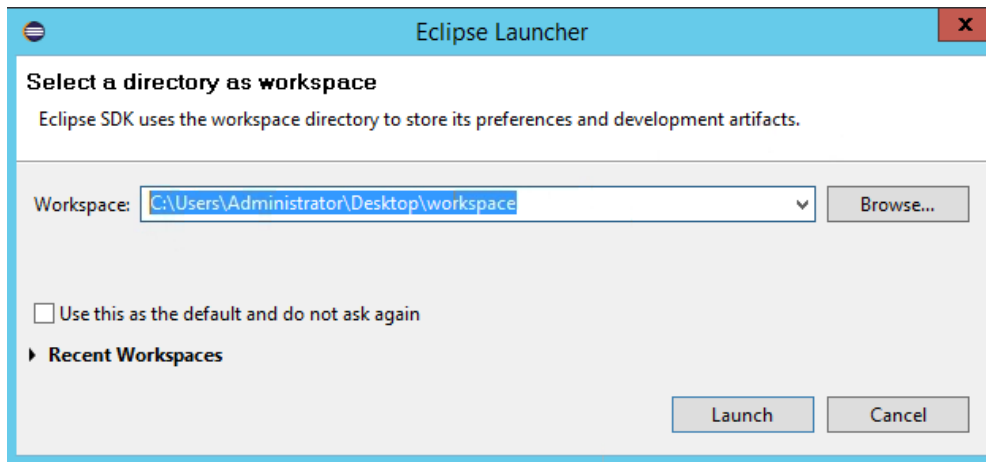 Eclipse Launcher
x
Select a directory as workspace
Eclipse SDK uses the workspace directory to store its preferences and development artifacts.
Workspace: C:\Users\Administrator\Desktop\workspace Browse...
Use this as the default and do not ask again
Recent Workspaces
Launch Cancel